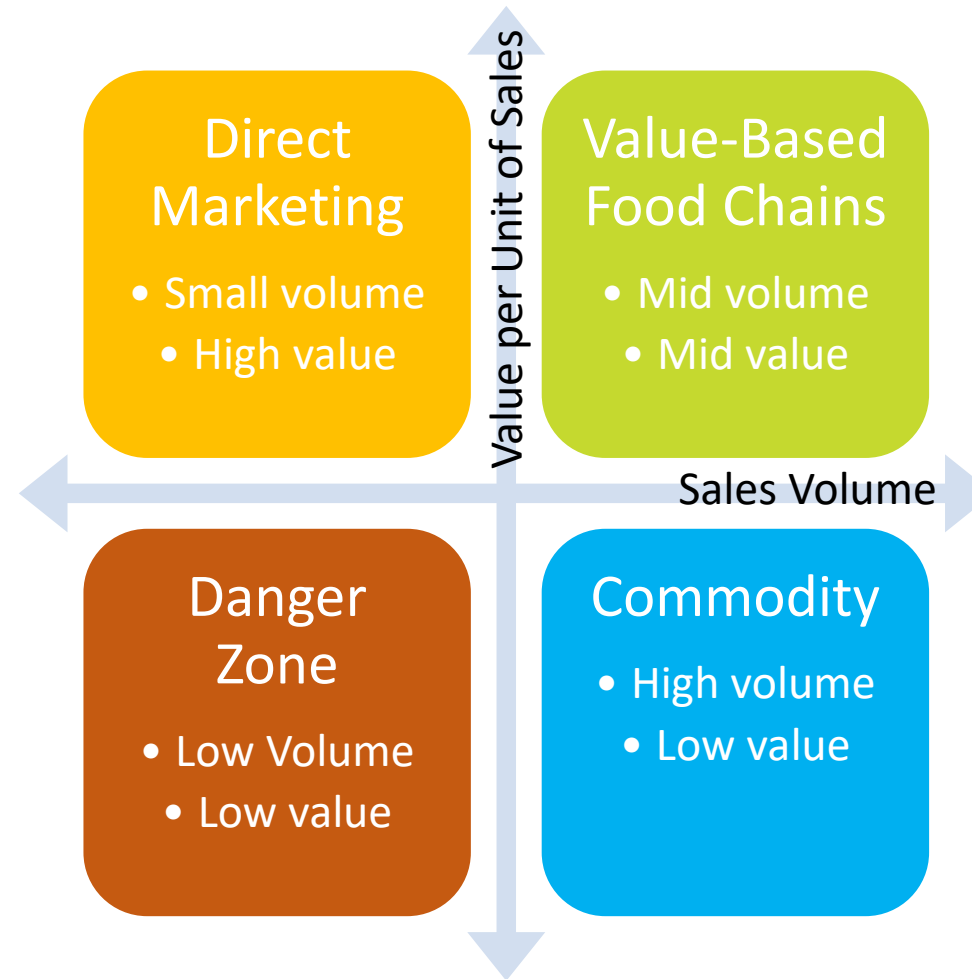 Value per Unit of Sales
Direct
Marketing
• Small volume
• High value
Value-Based
Food Chains
• Mid volume
• Mid value
Sales Volume
Danger
Zone
• Low Volume
• Low value
Commodity
• High volume
• Low value